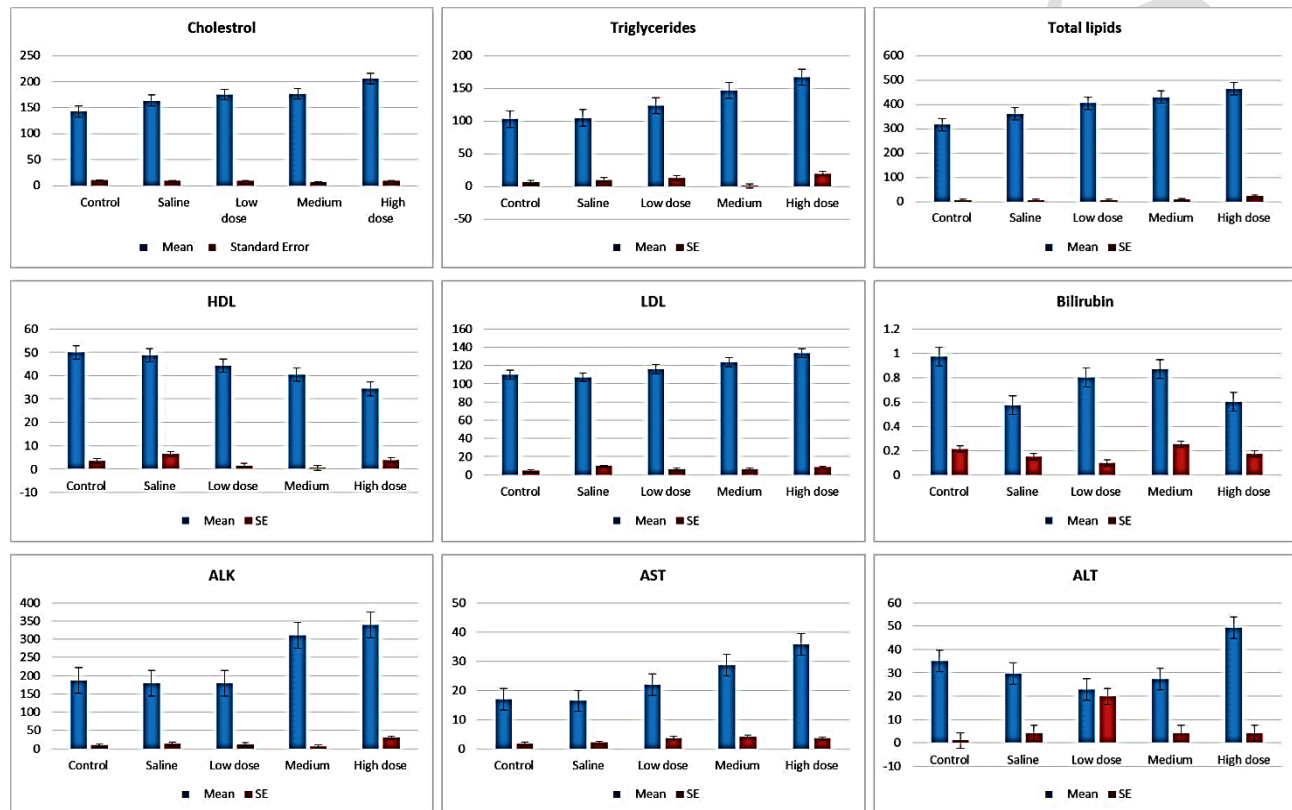 Cholestrol
250
200
150
100
50
0
Control Saline Low dose Medium High dose
Mean Standard Error
Triglycerides
200
150
100
50
0
-50
Control Saline Low dose Medium High dose
Mean SE
Total lipids
600
500
400
300
200
100
0
Control Saline Low dose Medium High dose
Mean SE
HDL
60
50
40
30
20
10
0
-10
Control Saline Low dose Medium High dose
Mean SE
LDL
160
140
120
100
80
60
40
20
0
Control Saline Low dose Medium High dose
Mean SE
Bilirubin
1.2
1
0.8
0.6
0.4
0.2
0
Control Saline Low dose Medium High dose
Mean SE
ALK
400
350
300
250
200
150
100
50
0
Control Saline Low dose Medium High dose
Mean SE
AST
50
40
30
20
10
0
Control Saline Low dose Medium High dose
Mean SE
ALT
60
50
40
30
20
10
0
-10
Control Saline Low dose Medium High dose
Mean SE